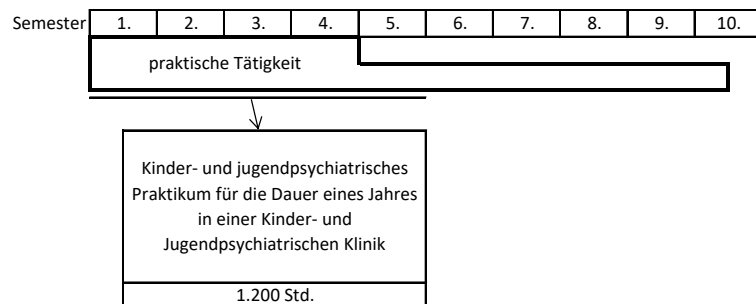 Semester 1. 2. 3. 4. 5. 6. 7. 8. 9. 10.
praktische Tätigkeit
Kinder- und jugendpsychiatrisches
Praktikum für die Dauer eines Jahres
in einer Kinder- und
Jugendpsychiatrischen Klinik
1.200 Std.